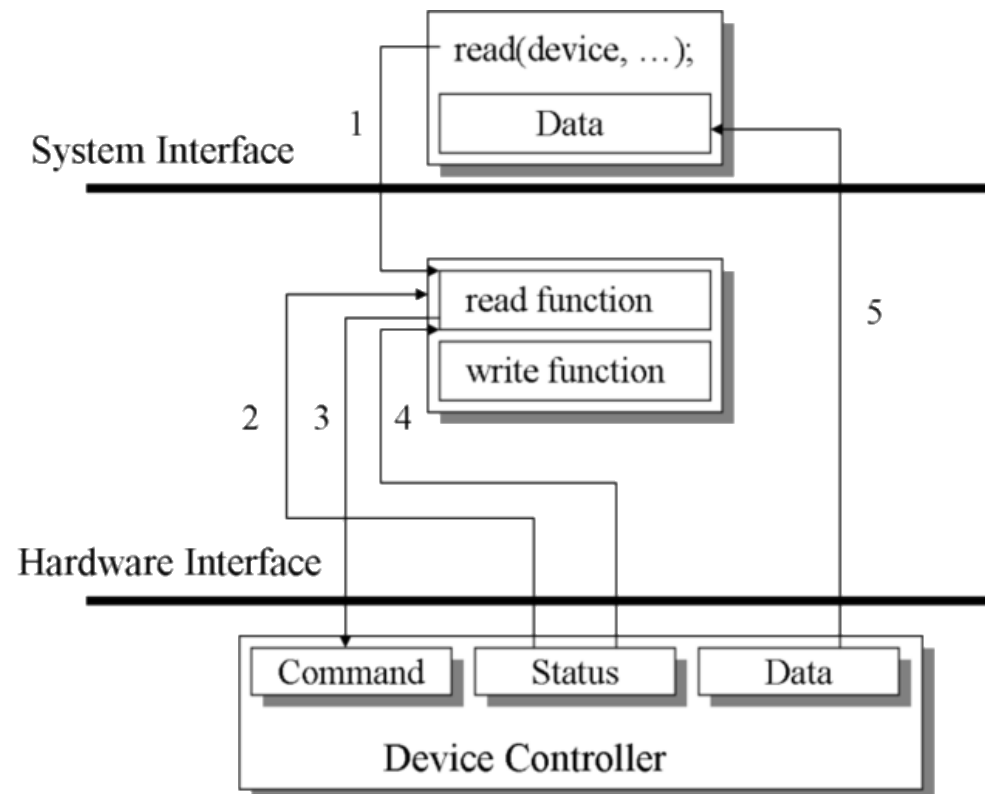 read(device, …);
1
Data
System Interface
read function
5
write function
2
3
4
Hardware Interface
Command
Status
Data
Device Controller